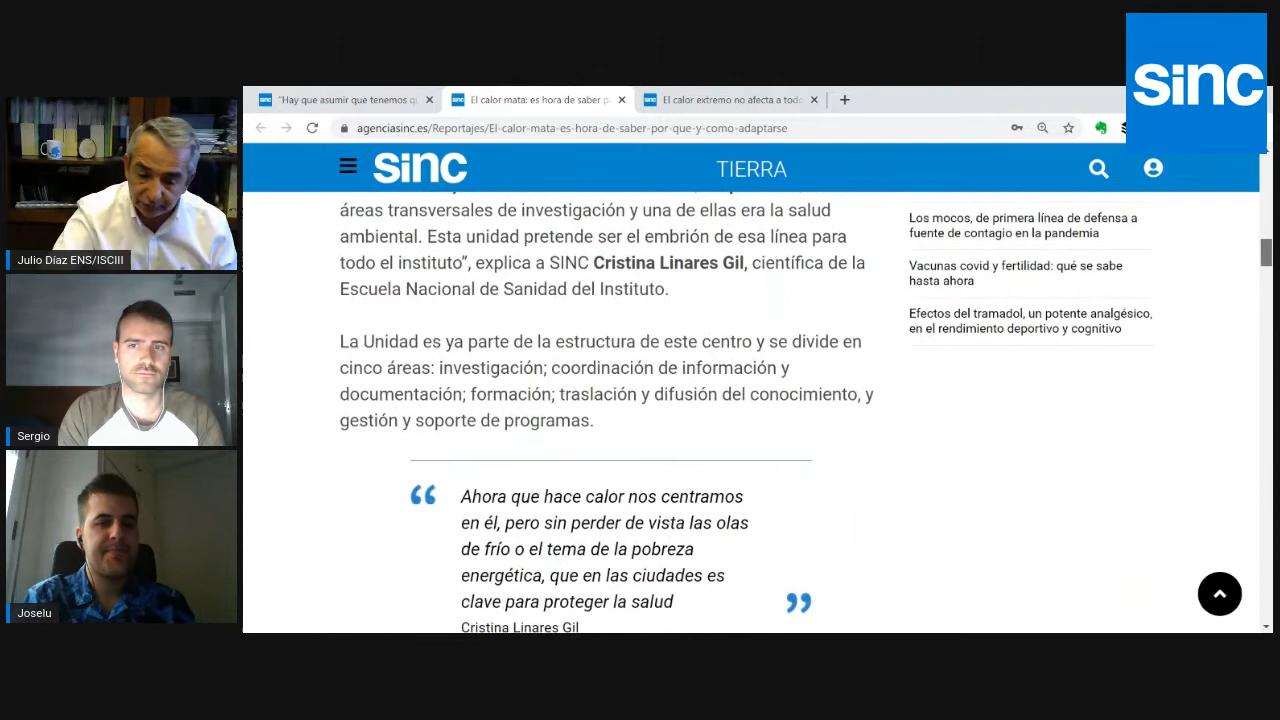 sinc
"Hay que asumir que tenemos qu
El calor mata: es hora de saber p
El calor extremo no afecta a todo
agenciasinc.es/Reportajes/El-calor-mata-es-hora-de-saber-por-que-y-como-adaptarse
sinc
TIERRA
áreas transversales de investigación y una de ellas era la salud
ambiental. Esta unidad pretende ser el embrión de esa línea para
todo el instituto”, explica a SINC Cristina Linares Gil, científica de la
Escuela Nacional de Sanidad del Instituto.
La Unidad es ya parte de la estructura de este centro y se divide en
cinco áreas: investigación; coordinación de información y
documentación; formación; traslación y difusión del conocimiento, y
gestión y soporte de programas.
“ Ahora que hace calor nos centramos
en él, pero sin perder de vista las olas
de frío o el tema de la pobreza
energética, que en las ciudades es
clave para proteger la salud ”
Cristina Linares Gil
Los mocos, de primera línea de defensa a
fuente de contagio en la pandemia
Vacunas covid y fertilidad: qué se sabe
hasta ahora
Efectos del tramadol, un potente analgésico,
en el rendimiento deportivo y cognitivo
Julio Díaz ENS/ISCIII
Sergio
Joselu